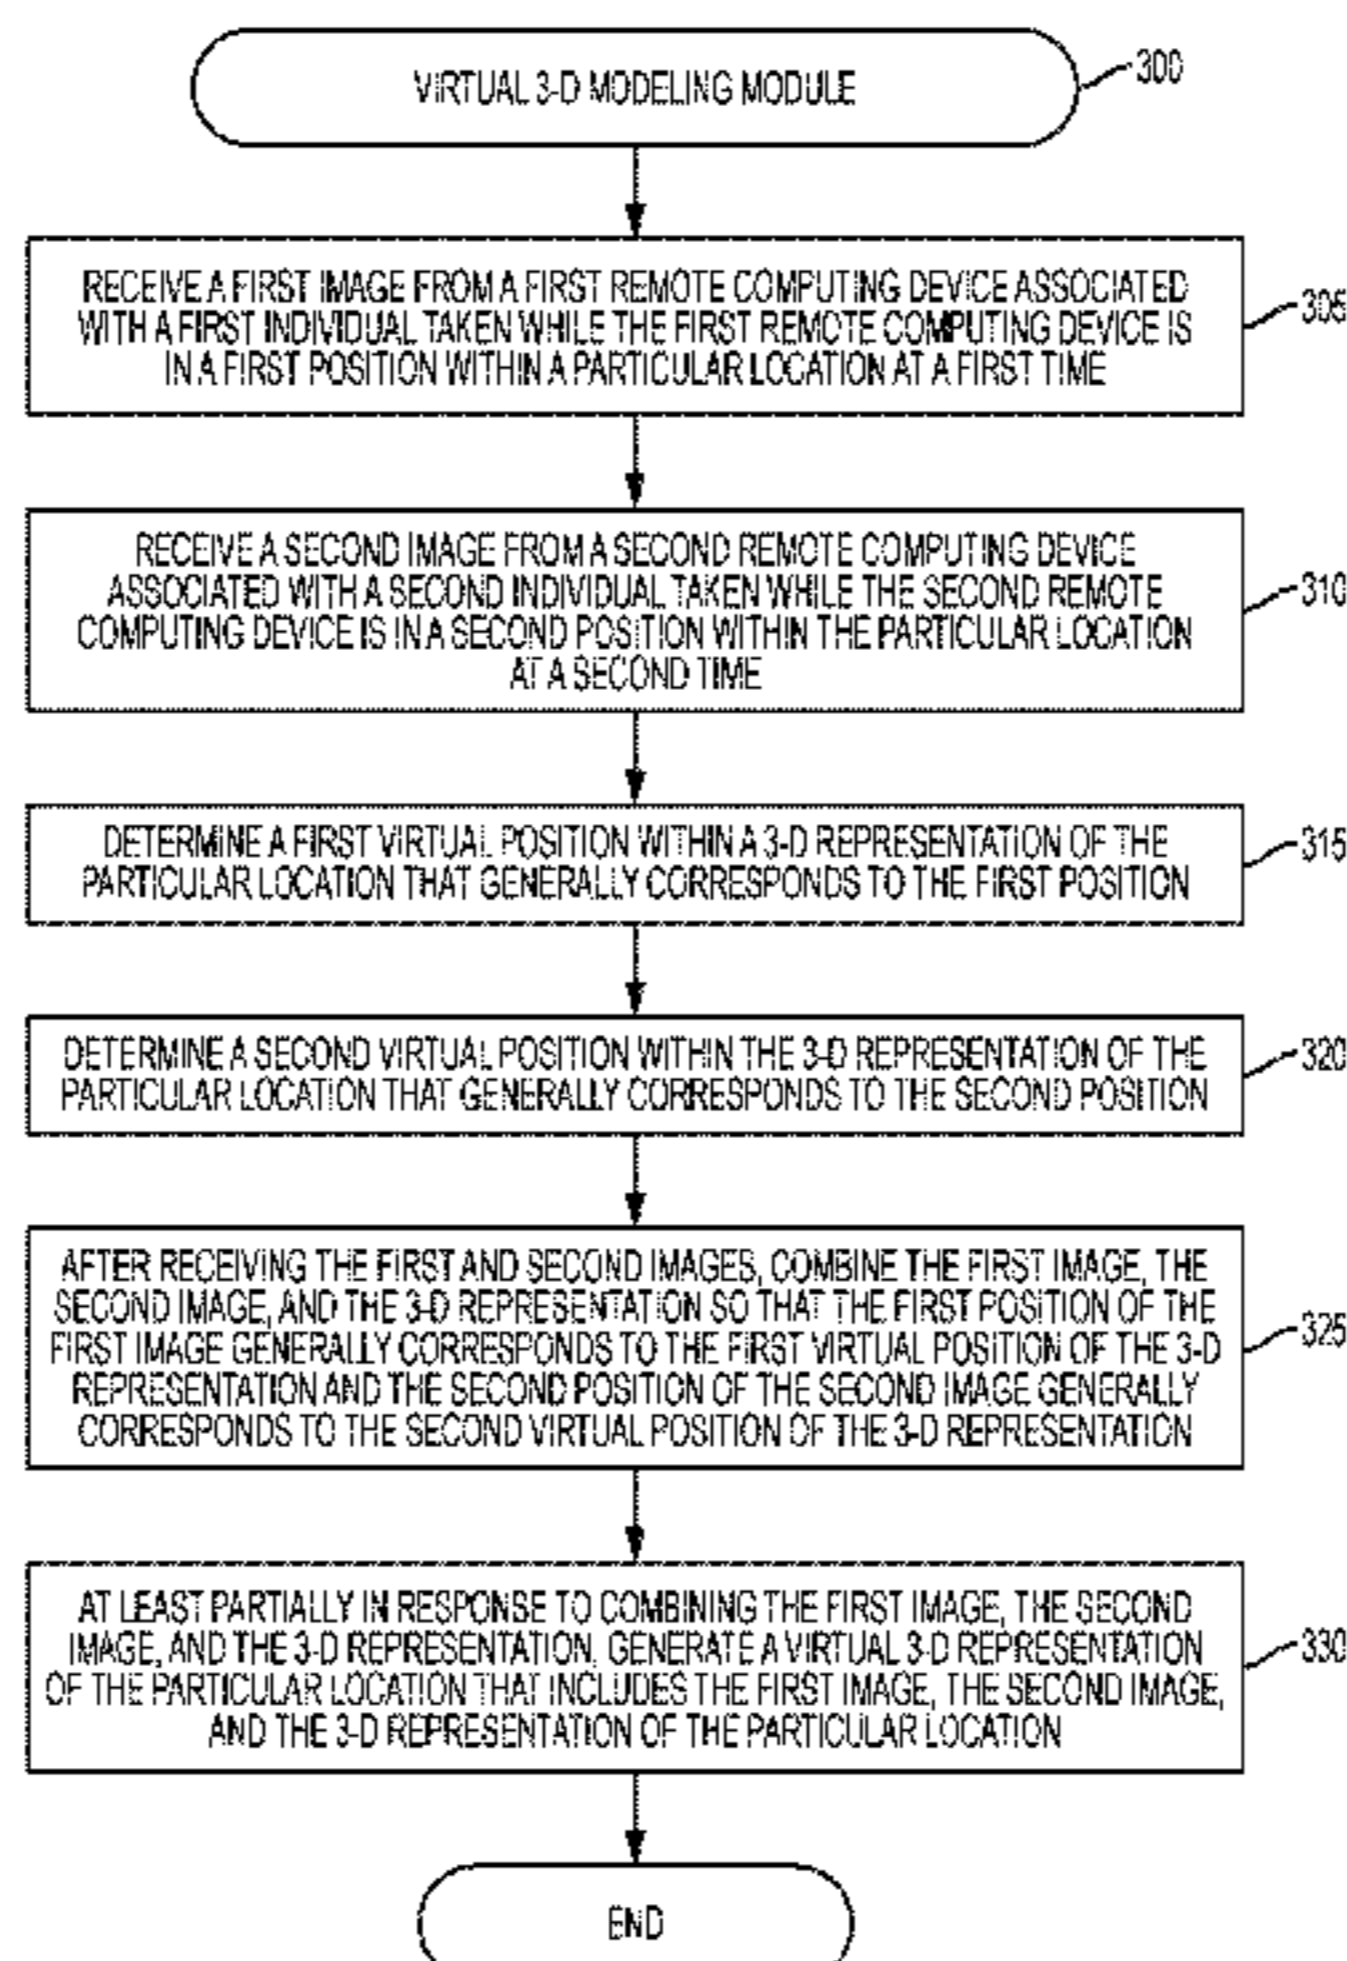 VIRTUAL 3-D MODELING MODULE
300
RECEIVE A FIRST IMAGE FROM A FIRST REMOTE COMPUTING DEVICE ASSOCIATED
WITH A FIRST INDIVIDUAL TAKEN WHILE THE FIRST REMOTE COMPUTING DEVICE IS
IN A FIRST POSITION WITHIN A PARTICULAR LOCATION AT A FIRST TIME
305
RECEIVE A SECOND IMAGE FROM A SECOND REMOTE COMPUTING DEVICE
ASSOCIATED WITH A SECOND INDIVIDUAL TAKEN WHILE THE SECOND REMOTE
COMPUTING DEVICE IS IN A SECOND POSITION WITHIN THE PARTICULAR LOCATION
AT A SECOND TIME
310
DETERMINE A FIRST VIRTUAL POSITION WITHIN A 3-D REPRESENTATION OF THE
PARTICULAR LOCATION THAT GENERALLY CORRESPONDS TO THE FIRST POSITION
315
DETERMINE A SECOND VIRTUAL POSITION WITHIN THE 3-D REPRESENTATION OF THE
PARTICULAR LOCATION THAT GENERALLY CORRESPONDS TO THE SECOND POSITION
320
AFTER RECEIVING THE FIRST AND SECOND IMAGES, COMBINE THE FIRST IMAGE, THE
SECOND IMAGE, AND THE 3-D REPRESENTATION SO THAT THE FIRST POSITION OF THE
FIRST IMAGE GENERALLY CORRESPONDS TO THE FIRST VIRTUAL POSITION OF THE 3-D
REPRESENTATION AND THE SECOND POSITION OF THE SECOND IMAGE GENERALLY
CORRESPONDS TO THE SECOND VIRTUAL POSITION OF THE 3-D REPRESENTATION
325
AT LEAST PARTIALLY IN RESPONSE TO COMBINING THE FIRST IMAGE, THE SECOND
IMAGE, AND THE 3-D REPRESENTATION, GENERATE A VIRTUAL 3-D REPRESENTATION
OF THE PARTICULAR LOCATION THAT INCLUDES THE FIRST IMAGE, THE SECOND IMAGE,
AND THE 3-D REPRESENTATION OF THE PARTICULAR LOCATION
330
END